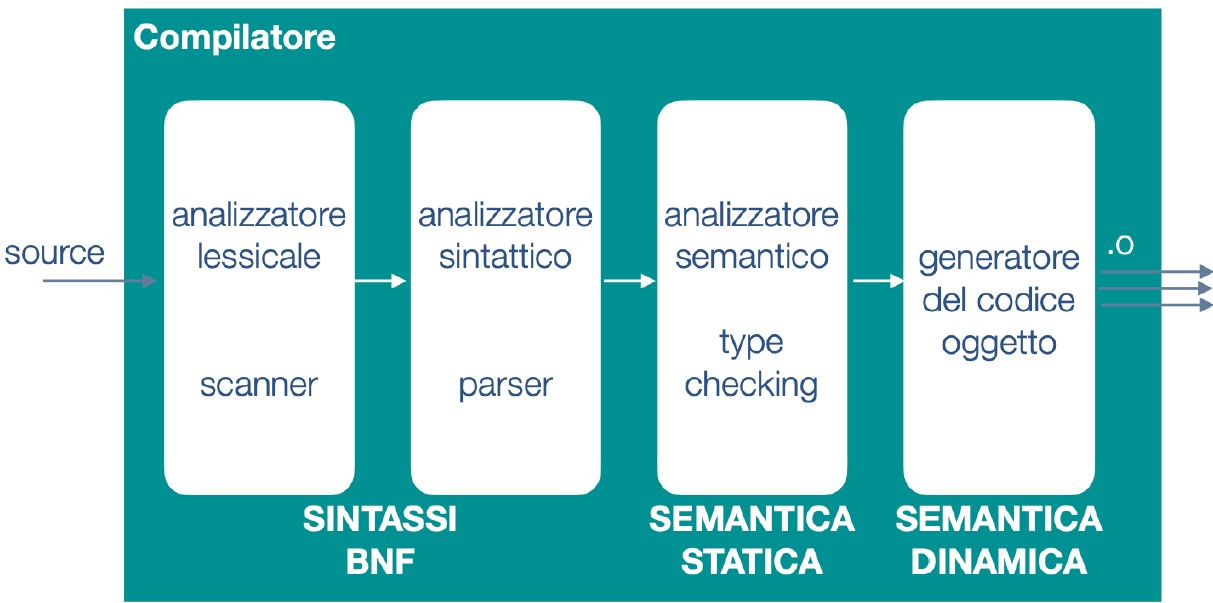 Compilatore
source
analizzatore
lessicale
scanner
analizzatore
sintattico
parser
analizzatore
semantico
type
checking
generatore
del codice
oggetto
.o
SINTASSI
BNF
SEMANTICA
STATICA
SEMANTICA
DINAMICA